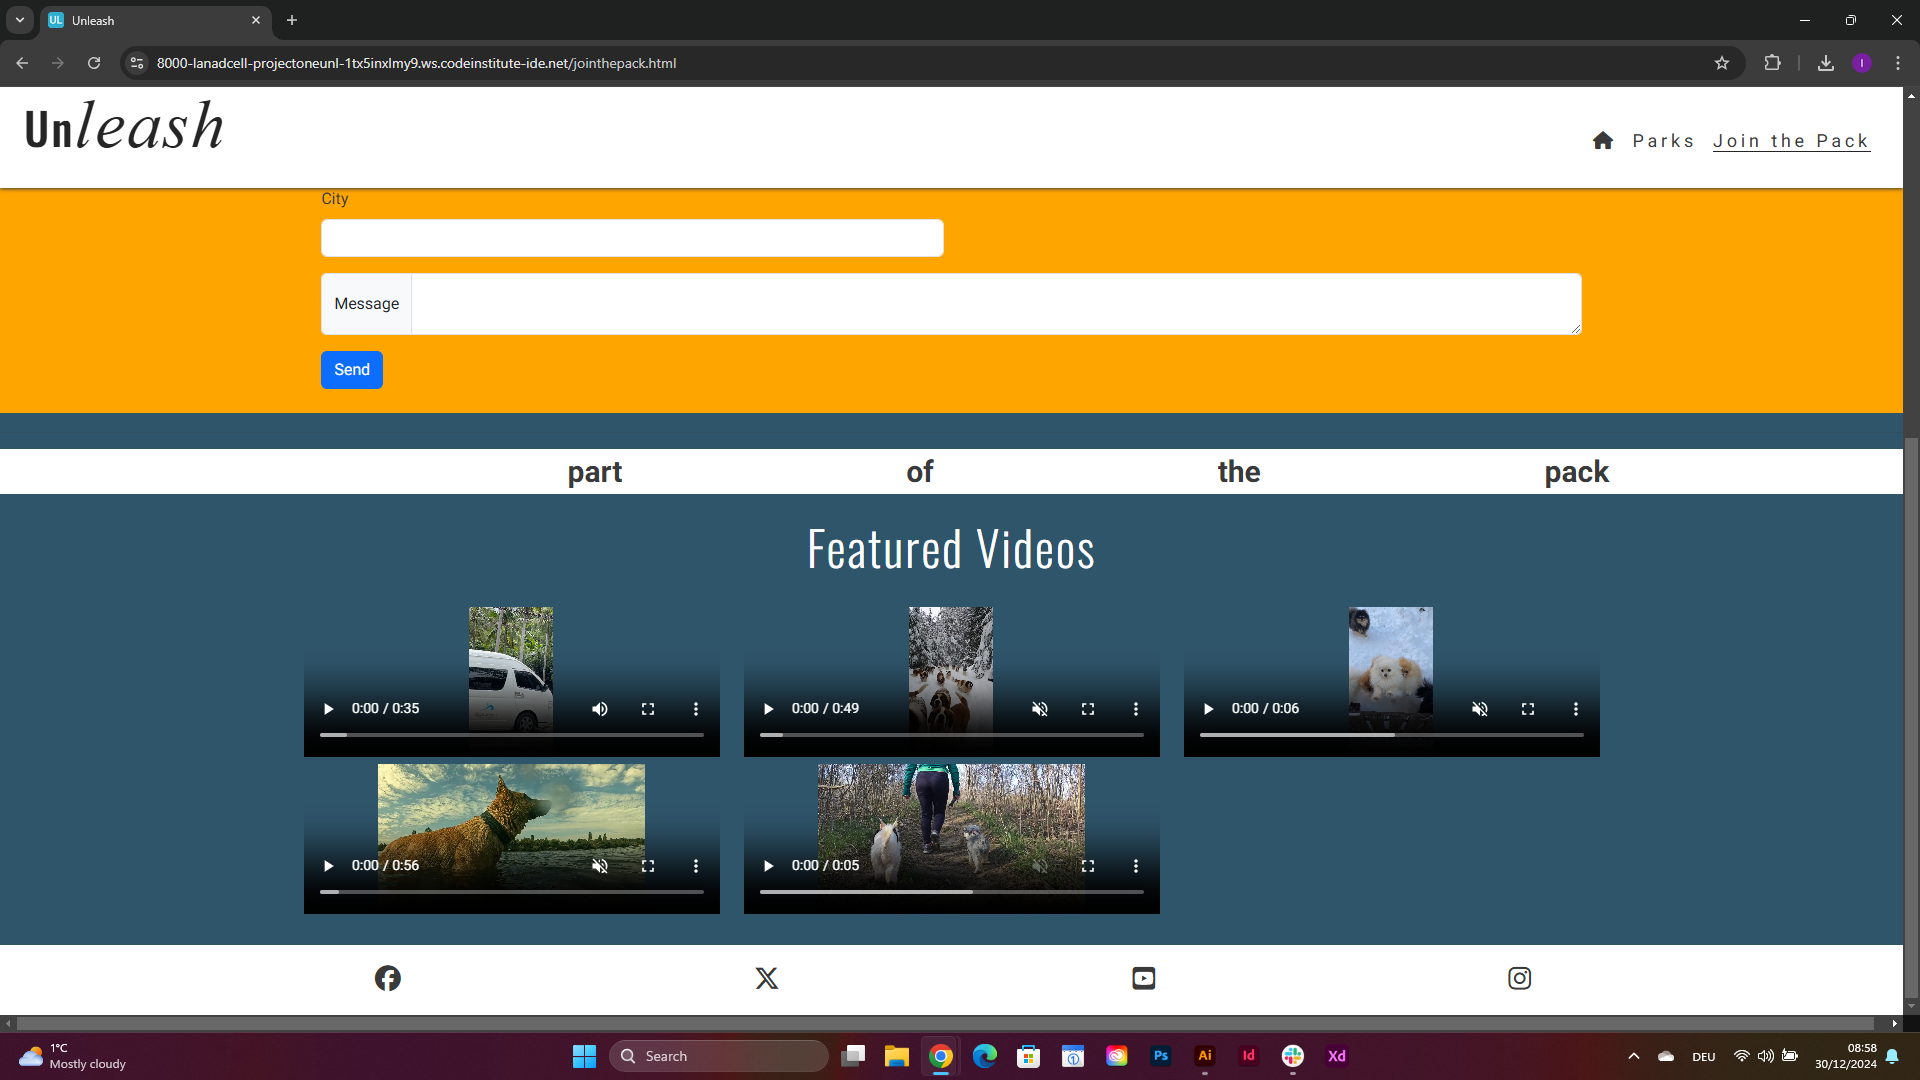 UL Unleash
8000-lanadcell-projectoneunl-1tx5inxlmy9.ws.codeinstitute-ide.net/jointhepack.html
I
Unleash
Parks Join the Pack
City
Message
Send
part of the pack
Featured Videos
0:00 / 0:35
0:00 / 0:49
0:00 / 0:06
0:00 / 0:56
0:00 / 0:05
1°C
Mostly cloudy
Search
Ps Ai Id Xd
DEU
08:58
30/12/2024